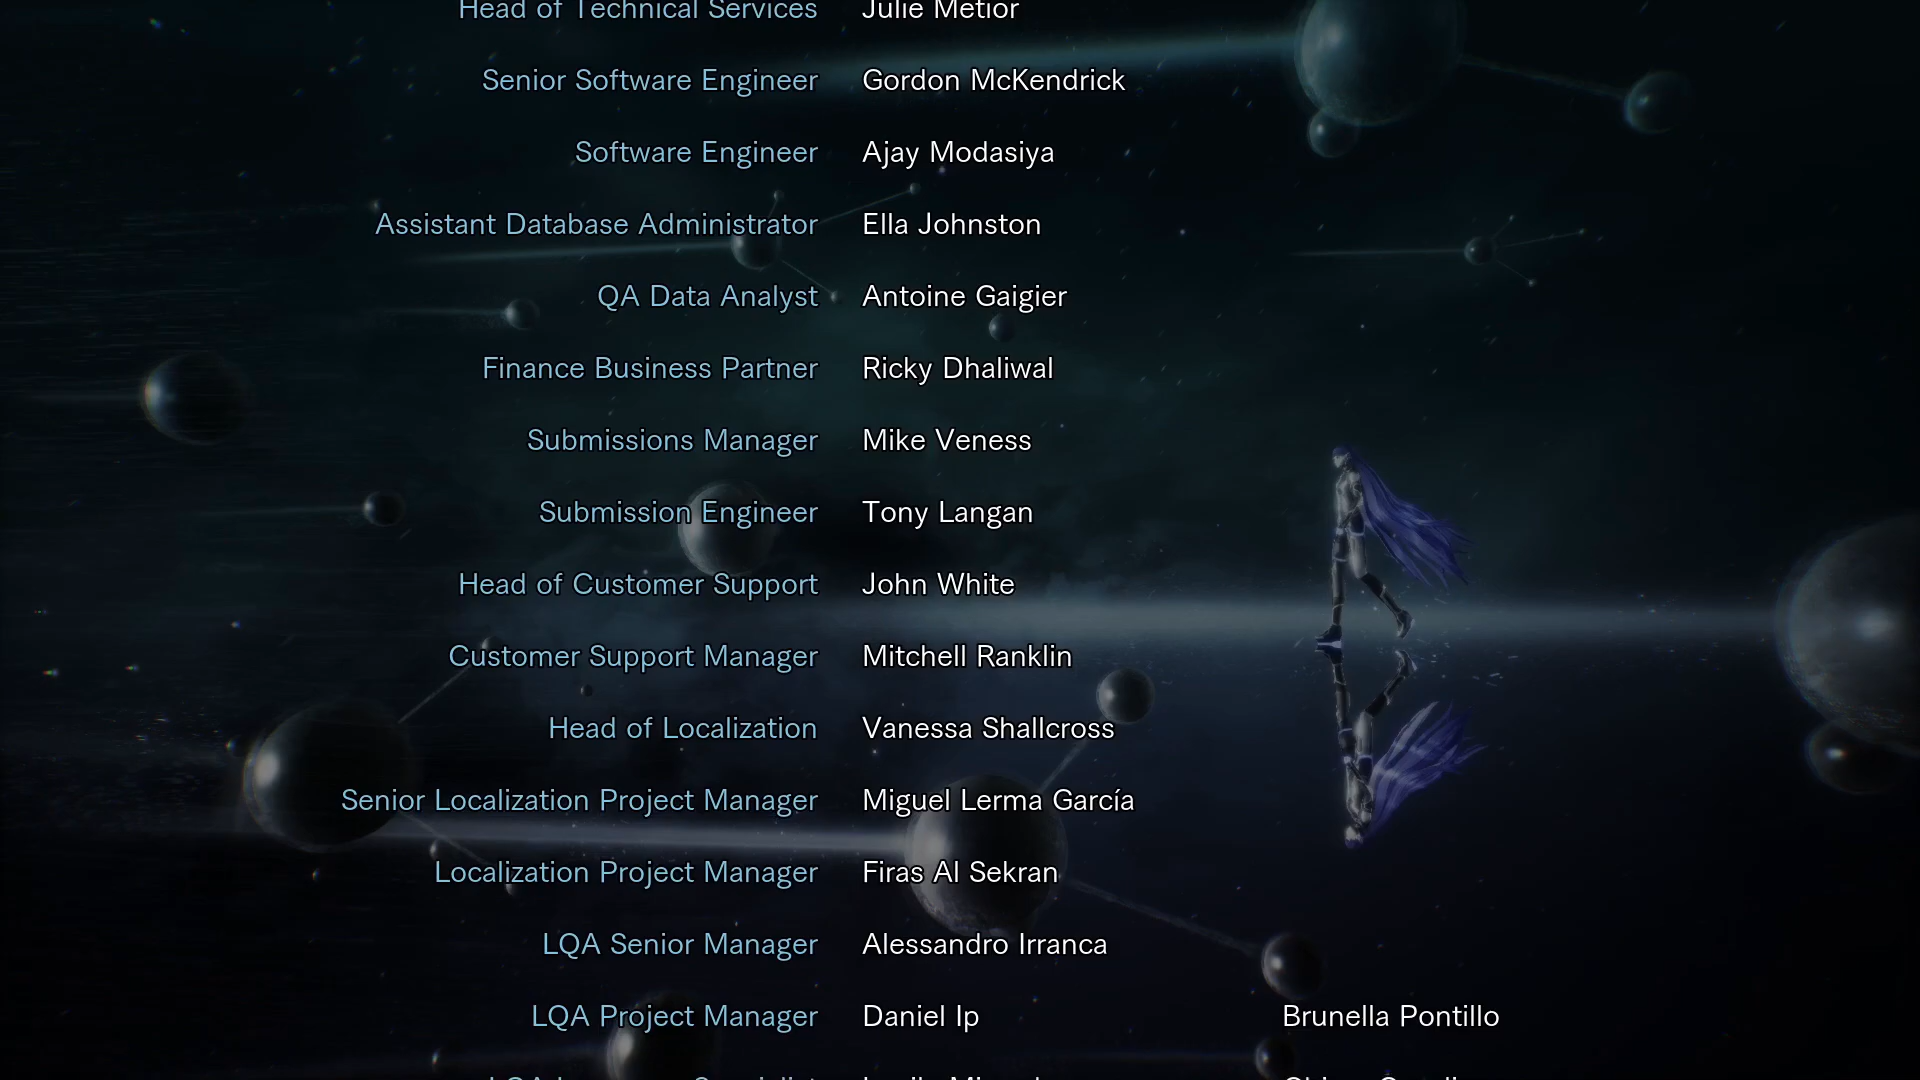 Head of Technical Services Julie Metior
Senior Software Engineer Gordon McKendrick
Software Engineer Ajay Modasiya
Assistant Database Administrator Ella Johnston
QA Data Analyst Antoine Gaigier
Finance Business Partner Ricky Dhaliwal
Submissions Manager Mike Veness
Submission Engineer Tony Langan
Head of Customer Support John White
Customer Support Manager Mitchell Ranklin
Head of Localization Vanessa Shallcross
Senior Localization Project Manager Miguel Lerma García
Localization Project Manager Firas Al Sekran
LQA Senior Manager Alessandro Irranca
LQA Project Manager Daniel Ip Brunella Pontillo